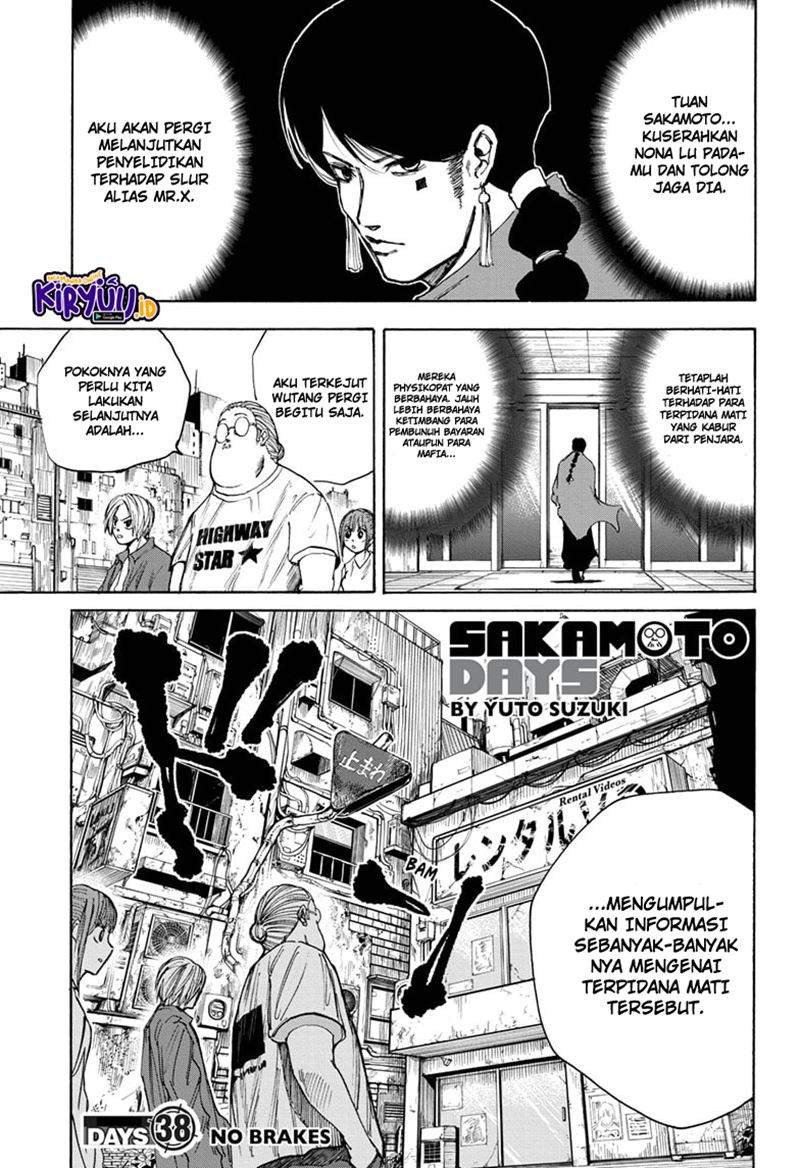 TUAN
SAKAMOTO...
KUSERAHKAN
NONA LU PADA-
MU DAN TOLONG
JAGA DIA.
AKU AKAN PERGI
MELANJUTKAN
PENYELIDIKAN
TERHADAP SLUR
ALIAS MR.X.
KIRYUU.ID
TETAPLAH
BERHATI-HATI
TERHADAP PARA
TERPIDANA MATI
YANG KABUR
DARI PENJARA.
MEREKA
PHYSIKOPAT YANG
BERBAHAYA. JAUH
LEBIH BERBAHAYA
KETIMBANG PARA
PEMBUNUH BAYARAN
ATAUPUN PARA
MAFIA...
AKU TERKEJUT
WUTANG PERGI
BEGITU SAJA.
POKOKNYA YANG
PERLU KITA
LAKUKAN
SELANJUTNYA
ADALAH...
HIGHWAY
STAR ★
SAKAMOTO
DAYS
BY YUTO SUZUKI
止まれ
Rental Videos
レンタル
BAM
...MENGUMPUL-
KAN INFORMASI
SEBANYAK-BANYAK
NYA MENGENAI
TERPIDANA MATI
TERSEBUT.
DAYS 38 NO BRAKES